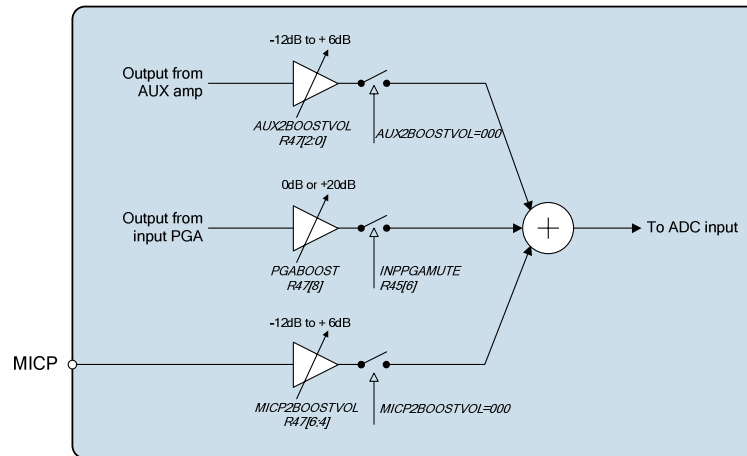 -12dB to + 6dB
Output from
AUX amp
AUX2BOOSTVOL
R47[2:0]
AUX2BOOSTVOL=000
0dB or +20dB
Output from
input PGA
To ADC input
PGABOOST
R47[8]
INPPGAMUTE
R45[6]
-12dB to + 6dB
MICP
MICP2BOOSTVOL
R47[6:4]
MICP2BOOSTVOL=000